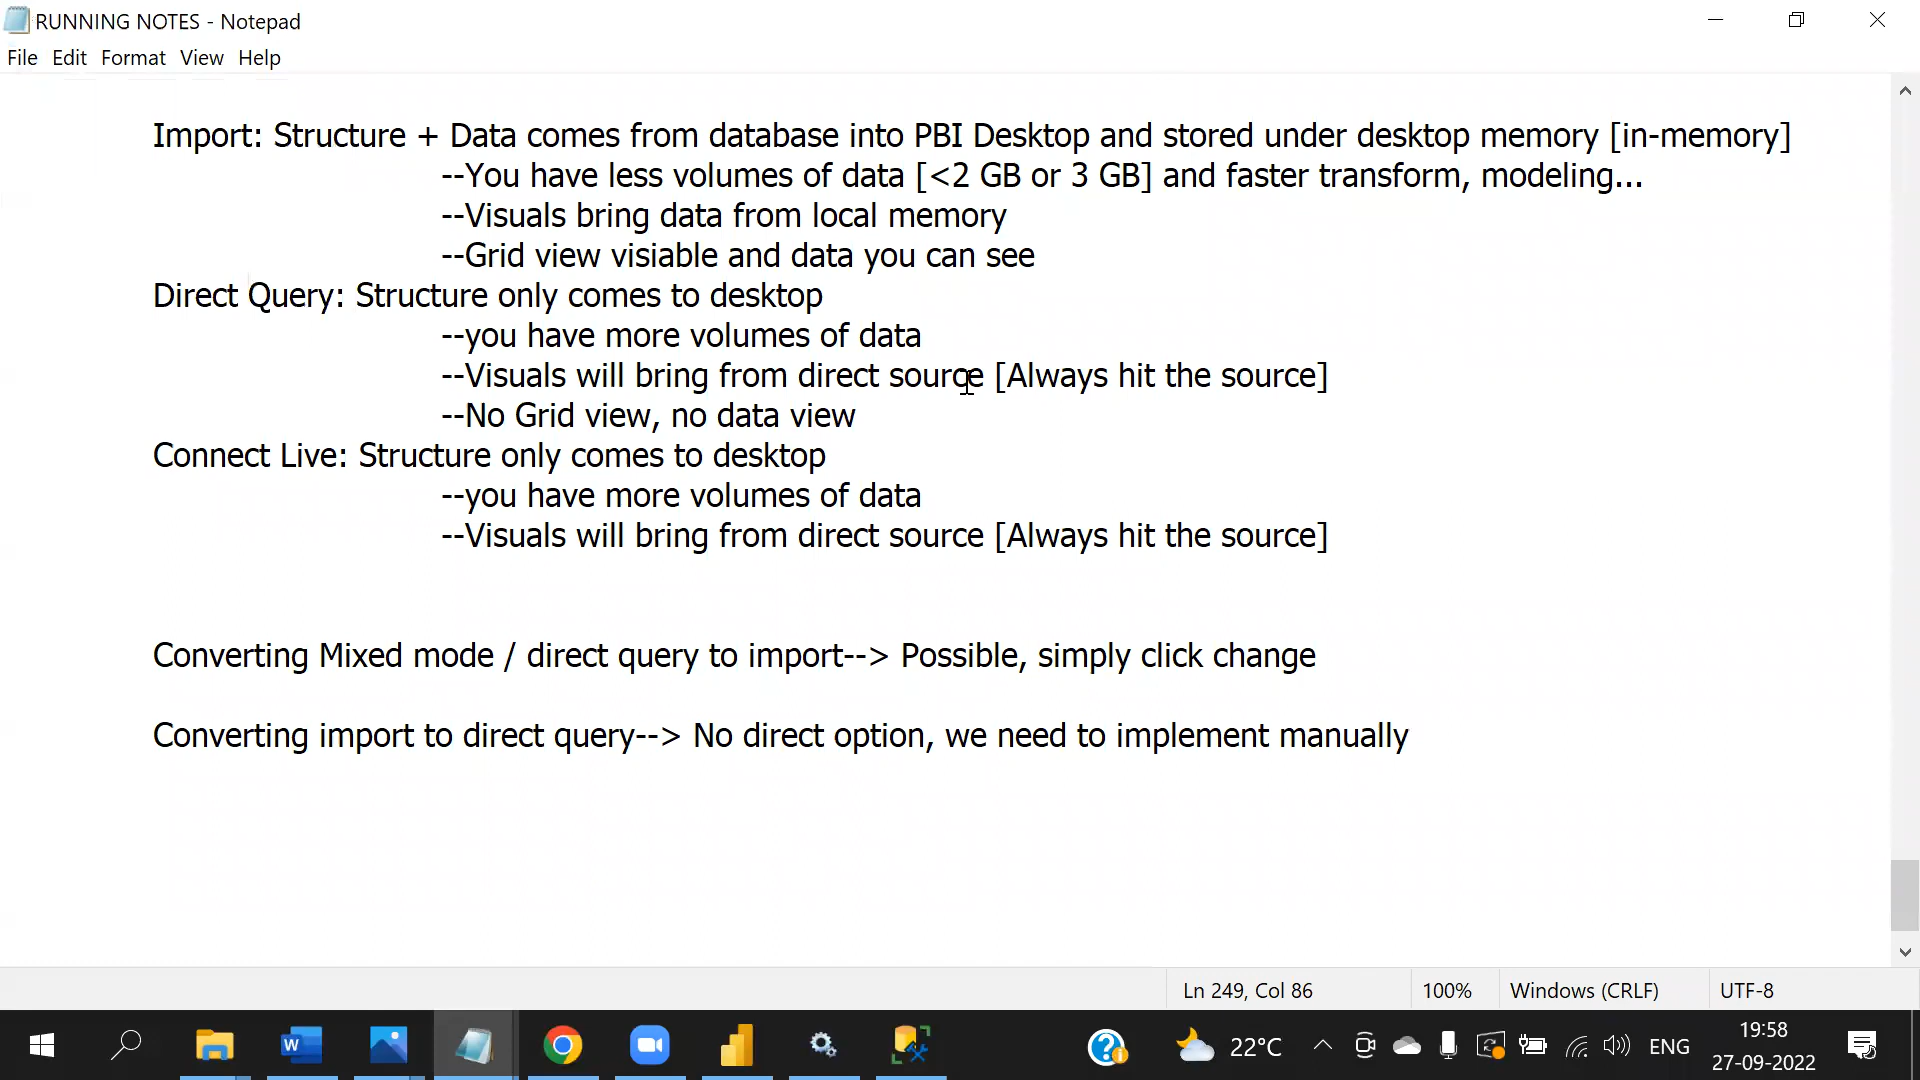 RUNNING NOTES - Notepad
File Edit Format View Help
Import: Structure + Data comes from database into PBI Desktop and stored under desktop memory [in-memory]
--You have less volumes of data [<2 GB or 3 GB] and faster transform, modeling...
--Visuals bring data from local memory
--Grid view visiable and data you can see
Direct Query: Structure only comes to desktop
--you have more volumes of data
--Visuals will bring from direct source [Always hit the source]
--No Grid view, no data view
Connect Live: Structure only comes to desktop
--you have more volumes of data
--Visuals will bring from direct source [Always hit the source]
Converting Mixed mode / direct query to import--> Possible, simply click change
Converting import to direct query--> No direct option, we need to implement manually
Ln 249, Col 86 100% Windows (CRLF) UTF-8
W 22°C ENG 19:58
27-09-2022